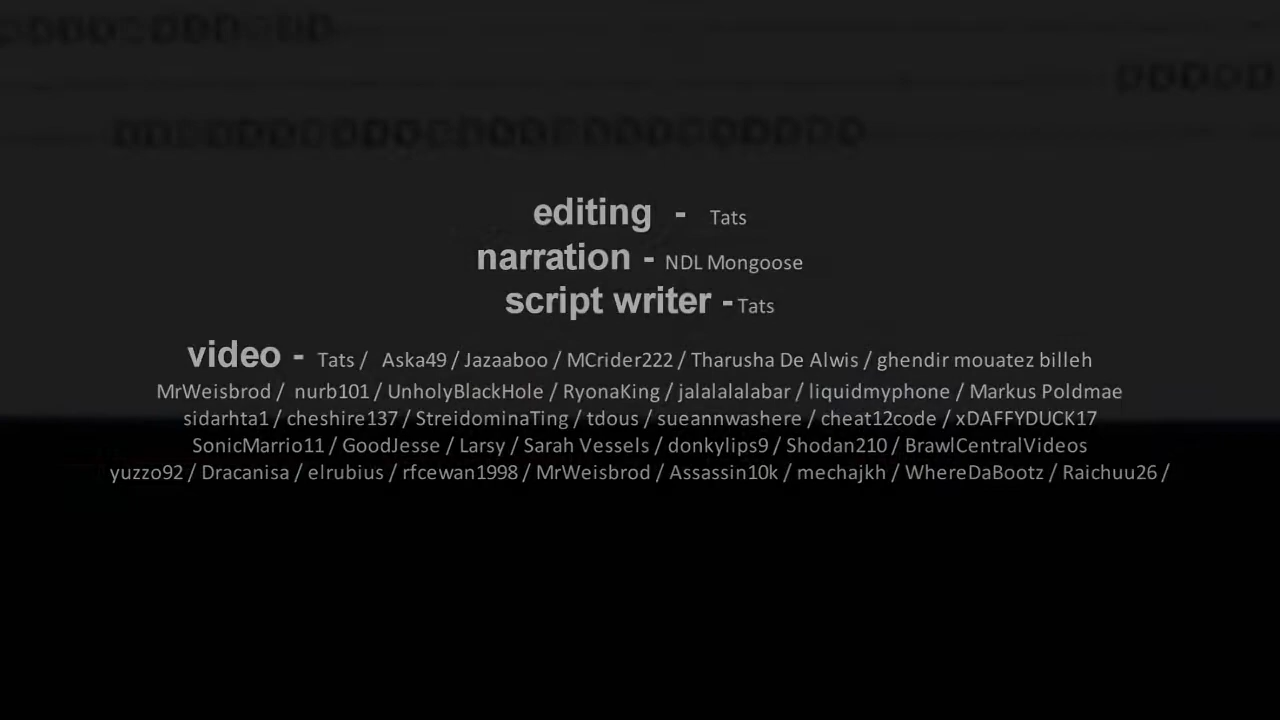 editing - Tats
narration - NDL Mongoose
script writer - Tats
video - Tats / Aska49 / Jazaaboo / MCrider222 / Tharusha De Alwis / ghendir mouatez billeh
MrWeisbrod / nurb101 / UnholyBlackHole / RyonaKing / jalalalalabar / liquidmyphone / Markus Poldmae
sidarhta1 / cheshire137 / StreidominaTing / tdous / sueannwashere / cheat12code / xDAFFYDUCK17
SonicMarrio11 / GoodJesse / Larsy / Sarah Vessels / donkylips9 / Shodan210 / BrawlCentralVideos
yuzzo92 / Dracanisa / elrubius / rfcewan1998 / MrWeisbrod / Assassin10k / mechajkh / WhereDaBootz / Raichuu26 /